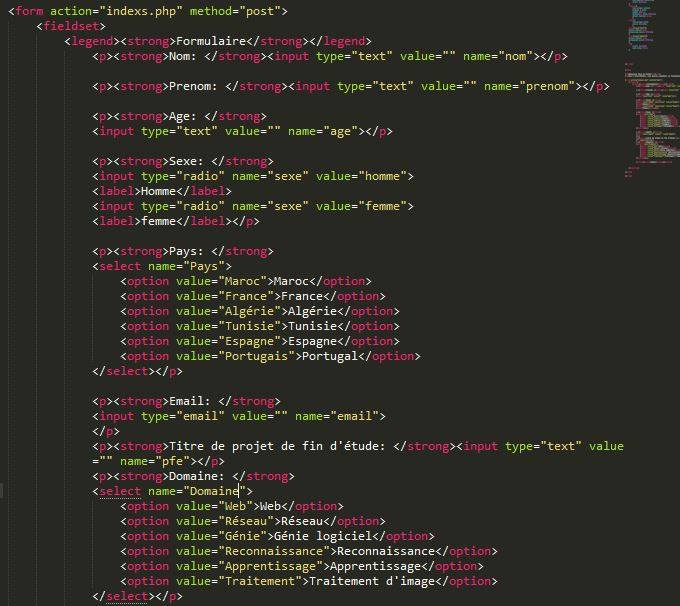 <form action="indexs.php" method="post">
<fieldset>
<legend><strong>Formulaire</strong></legend>
<p><strong>Nom: </strong><input type="text" value="" name="nom"></p>
<p><strong>Prenom: </strong><input type="text" value="" name="prenom"></p>
<p><strong>Age: </strong>
<input type="text" value="" name="age"></p>
<p><strong>Sexe: </strong>
<input type="radio" name="sexe" value="homme">
<label>Homme</label>
<input type="radio" name="sexe" value="femme">
<label>femme</label></p>
<p><strong>Pays: </strong>
<select name="Pays">
<option value="Maroc">Maroc</option>
<option value="France">France</option>
<option value="Algérie">Algérie</option>
<option value="Tunisie">Tunisie</option>
<option value="Espagne">Espagne</option>
<option value="Portugais">Portugal</option>
</select></p>
<p><strong>Email: </strong>
<input type="email" value="" name="email">
</p>
<p><strong>Titre de projet de fin d'étude: </strong><input type="text" value
="" name="pfe"></p>
<p><strong>Domaine: </strong>
<select name="Domaine">
<option value="Web">Web</option>
<option value="Réseau">Réseau</option>
<option value="Génie">Génie logiciel</option>
<option value="Reconnaissance">Reconnaissance</option>
<option value="Apprentissage">Apprentissage</option>
<option value="Traitement">Traitement d'image</option>
</select></p>